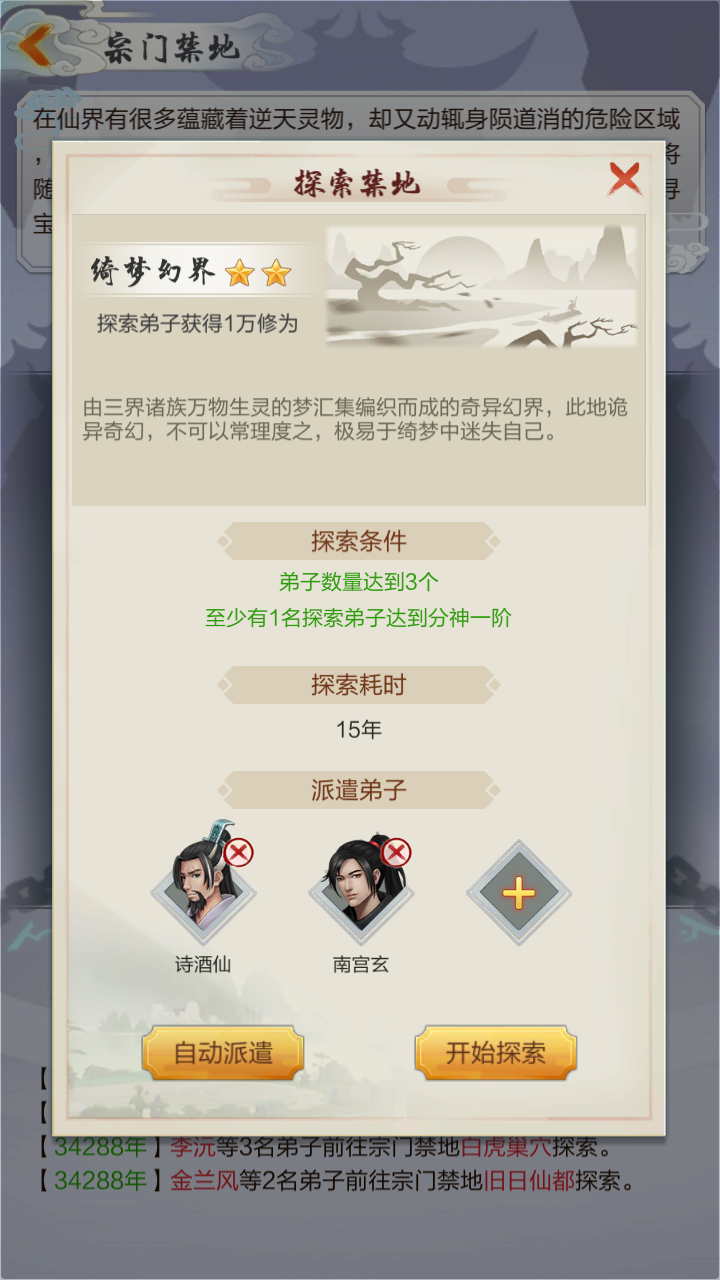 宗门禁地
在仙界有很多蕴藏着逆天灵物，却又动辄身陨道消的危险区域
，
将
随
寻
宝
探索禁地
绮梦幻界
探索弟子获得1万修为
由三界诸族万物生灵的梦汇集编织而成的奇异幻界，此地诡
异奇幻，不可以常理度之，极易于绮梦中迷失自己。
探索条件
弟子数量达到3个
至少有1名探索弟子达到分神一阶
探索耗时
15年
派遣弟子
诗酒仙
南宫玄
自动派遣
开始探索
【
【
【34288年】李沅等3名弟子前往宗门禁地白虎巢穴探索。
【34288年】金兰风等2名弟子前往宗门禁地旧日仙都探索。